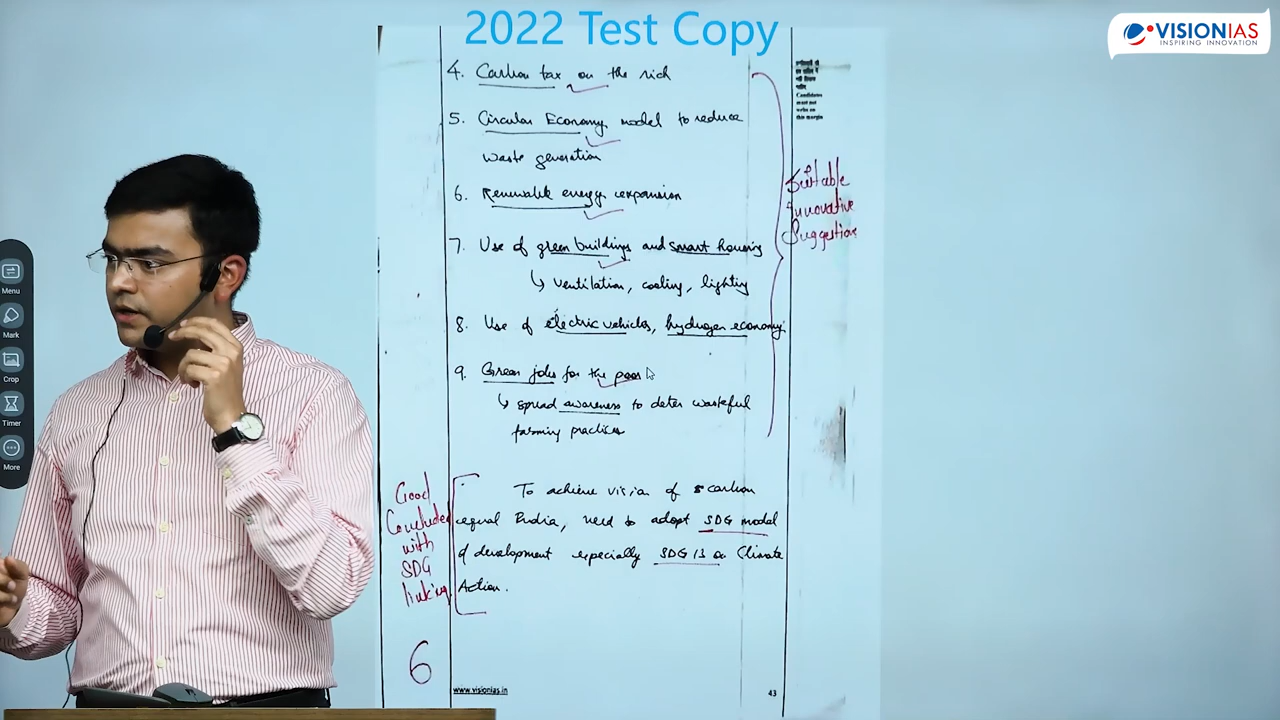 2022 Test Copy
VISIONIAS
INSPIRING INNOVATION
Menu
Mark
Crop
Timer
More
4. Carbon tax on the rich
5. Circular Economy model to reduce
waste generation
6. Renewable energy expansion
7. Use of green buildings and smart housing
↳ ventilation, cooling, lighting
8. Use of electric vehicles, hydrogen economy
9. Green jobs for the poor
↳ spread awareness to deter wasteful
farming practices
To achieve vision of carbon
equal India, need to adopt SDG model
of development especially SDG 13 on Climate
Action.
Candidates
must not
write on
this margin
Suitable
Innovative
Suggestions
Good
Concluded
with
SDG
linking
6
www.visionias.in
43